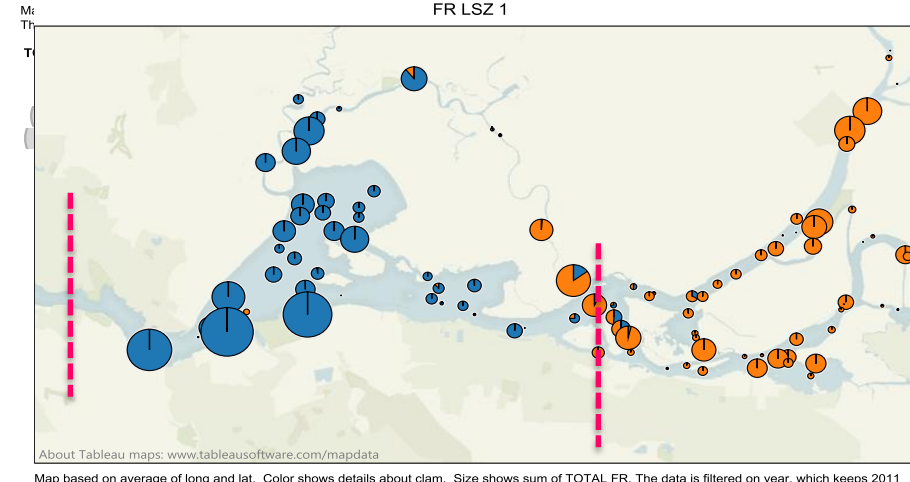 FR LSZ 1
Ma
Th
About Tableau maps: www.tableausoftware.com/mapdata
Map based on average of long and lat. Color shows details about clam. Size shows sum of TOTAL FR. The data is filtered on year, which keeps 2011